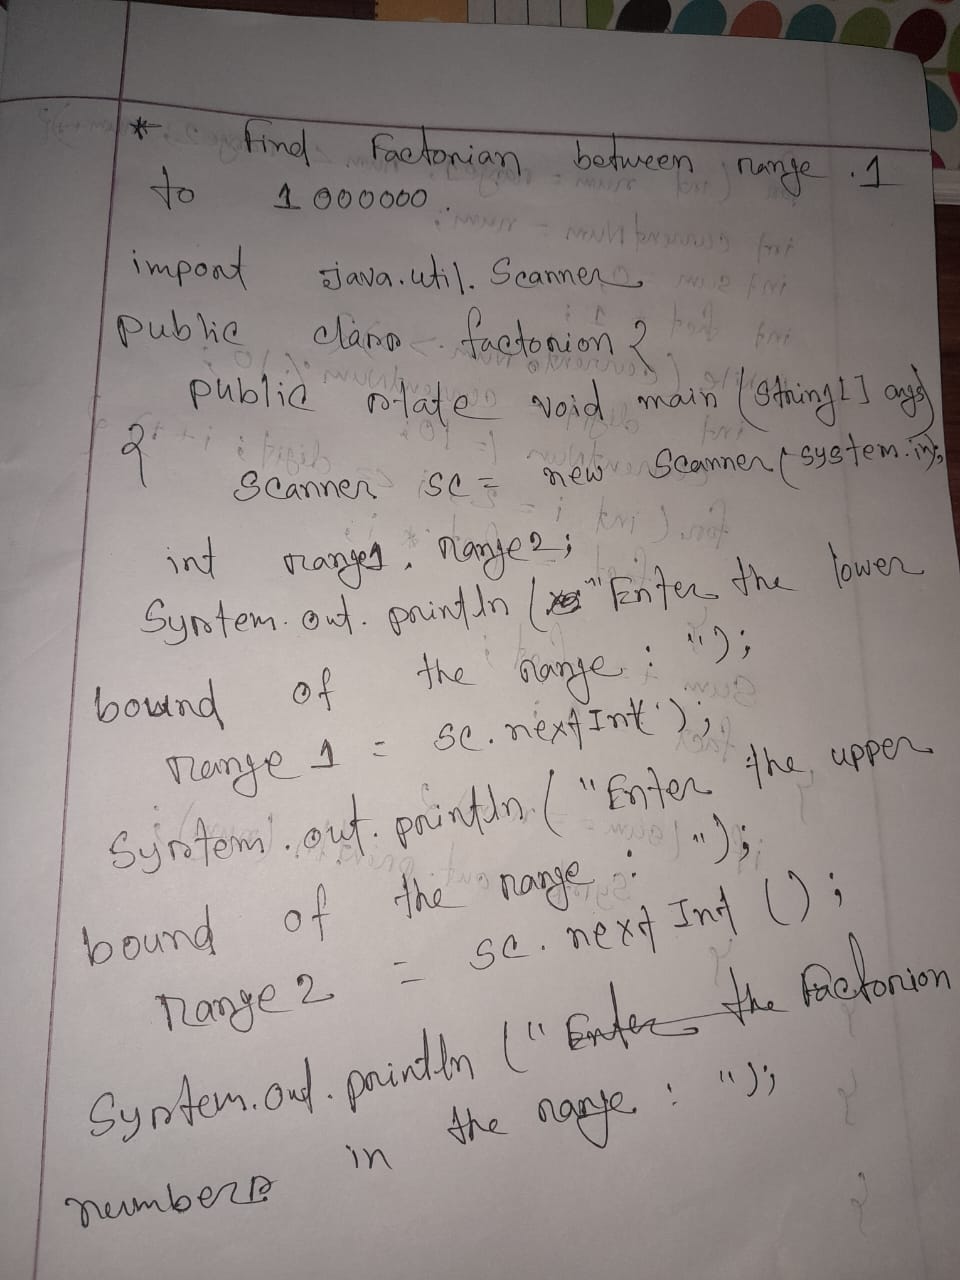 * Find Factorian between range . 1
to 1000000.
import Java.util. Scanner
public class factorion {
public state void main (String[] args)
{
Scanner sc = new Scanner (system.in);
int range1, range2;
System.out.println ("Enter the lower
bound of the range : ");
range 1 = sc.nextInt );
System.out.println ("Enter the upper
bound of the range : ");
range 2 = sc.next Int ();
System.out.println (" Enter the factorion
numbers in the range : ");